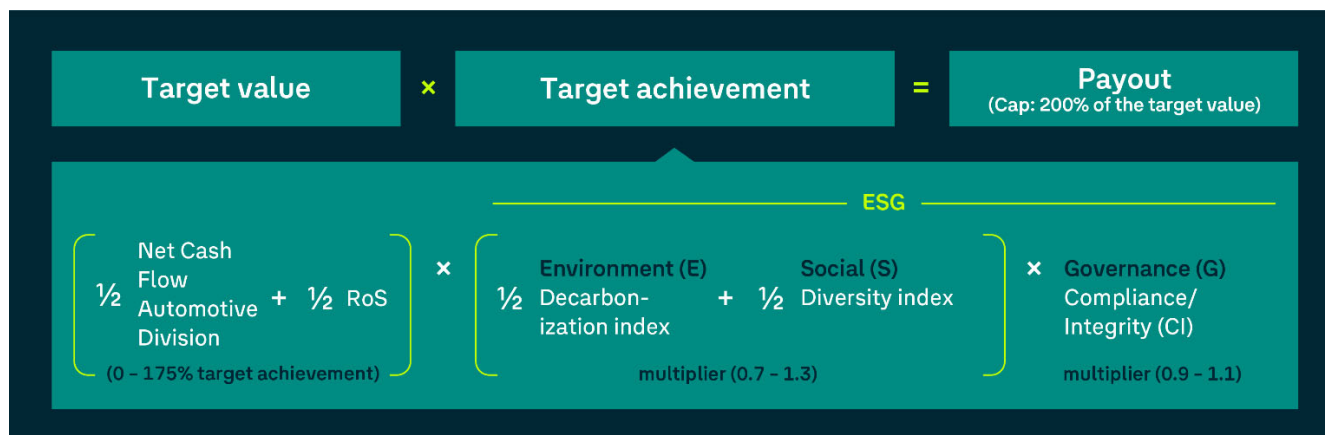 Target value × Target achievement = Payout
(Cap: 200% of the target value)
ESG
½ Net Cash
Flow
Automotive
Division + ½ RoS
(0 – 175% target achievement)
×
½ Environment (E)
Decarbon-
ization index
+ ½ Social (S)
Diversity index
multiplier (0.7 – 1.3)
× Governance (G)
Compliance/
Integrity (CI)
multiplier (0.9 – 1.1)